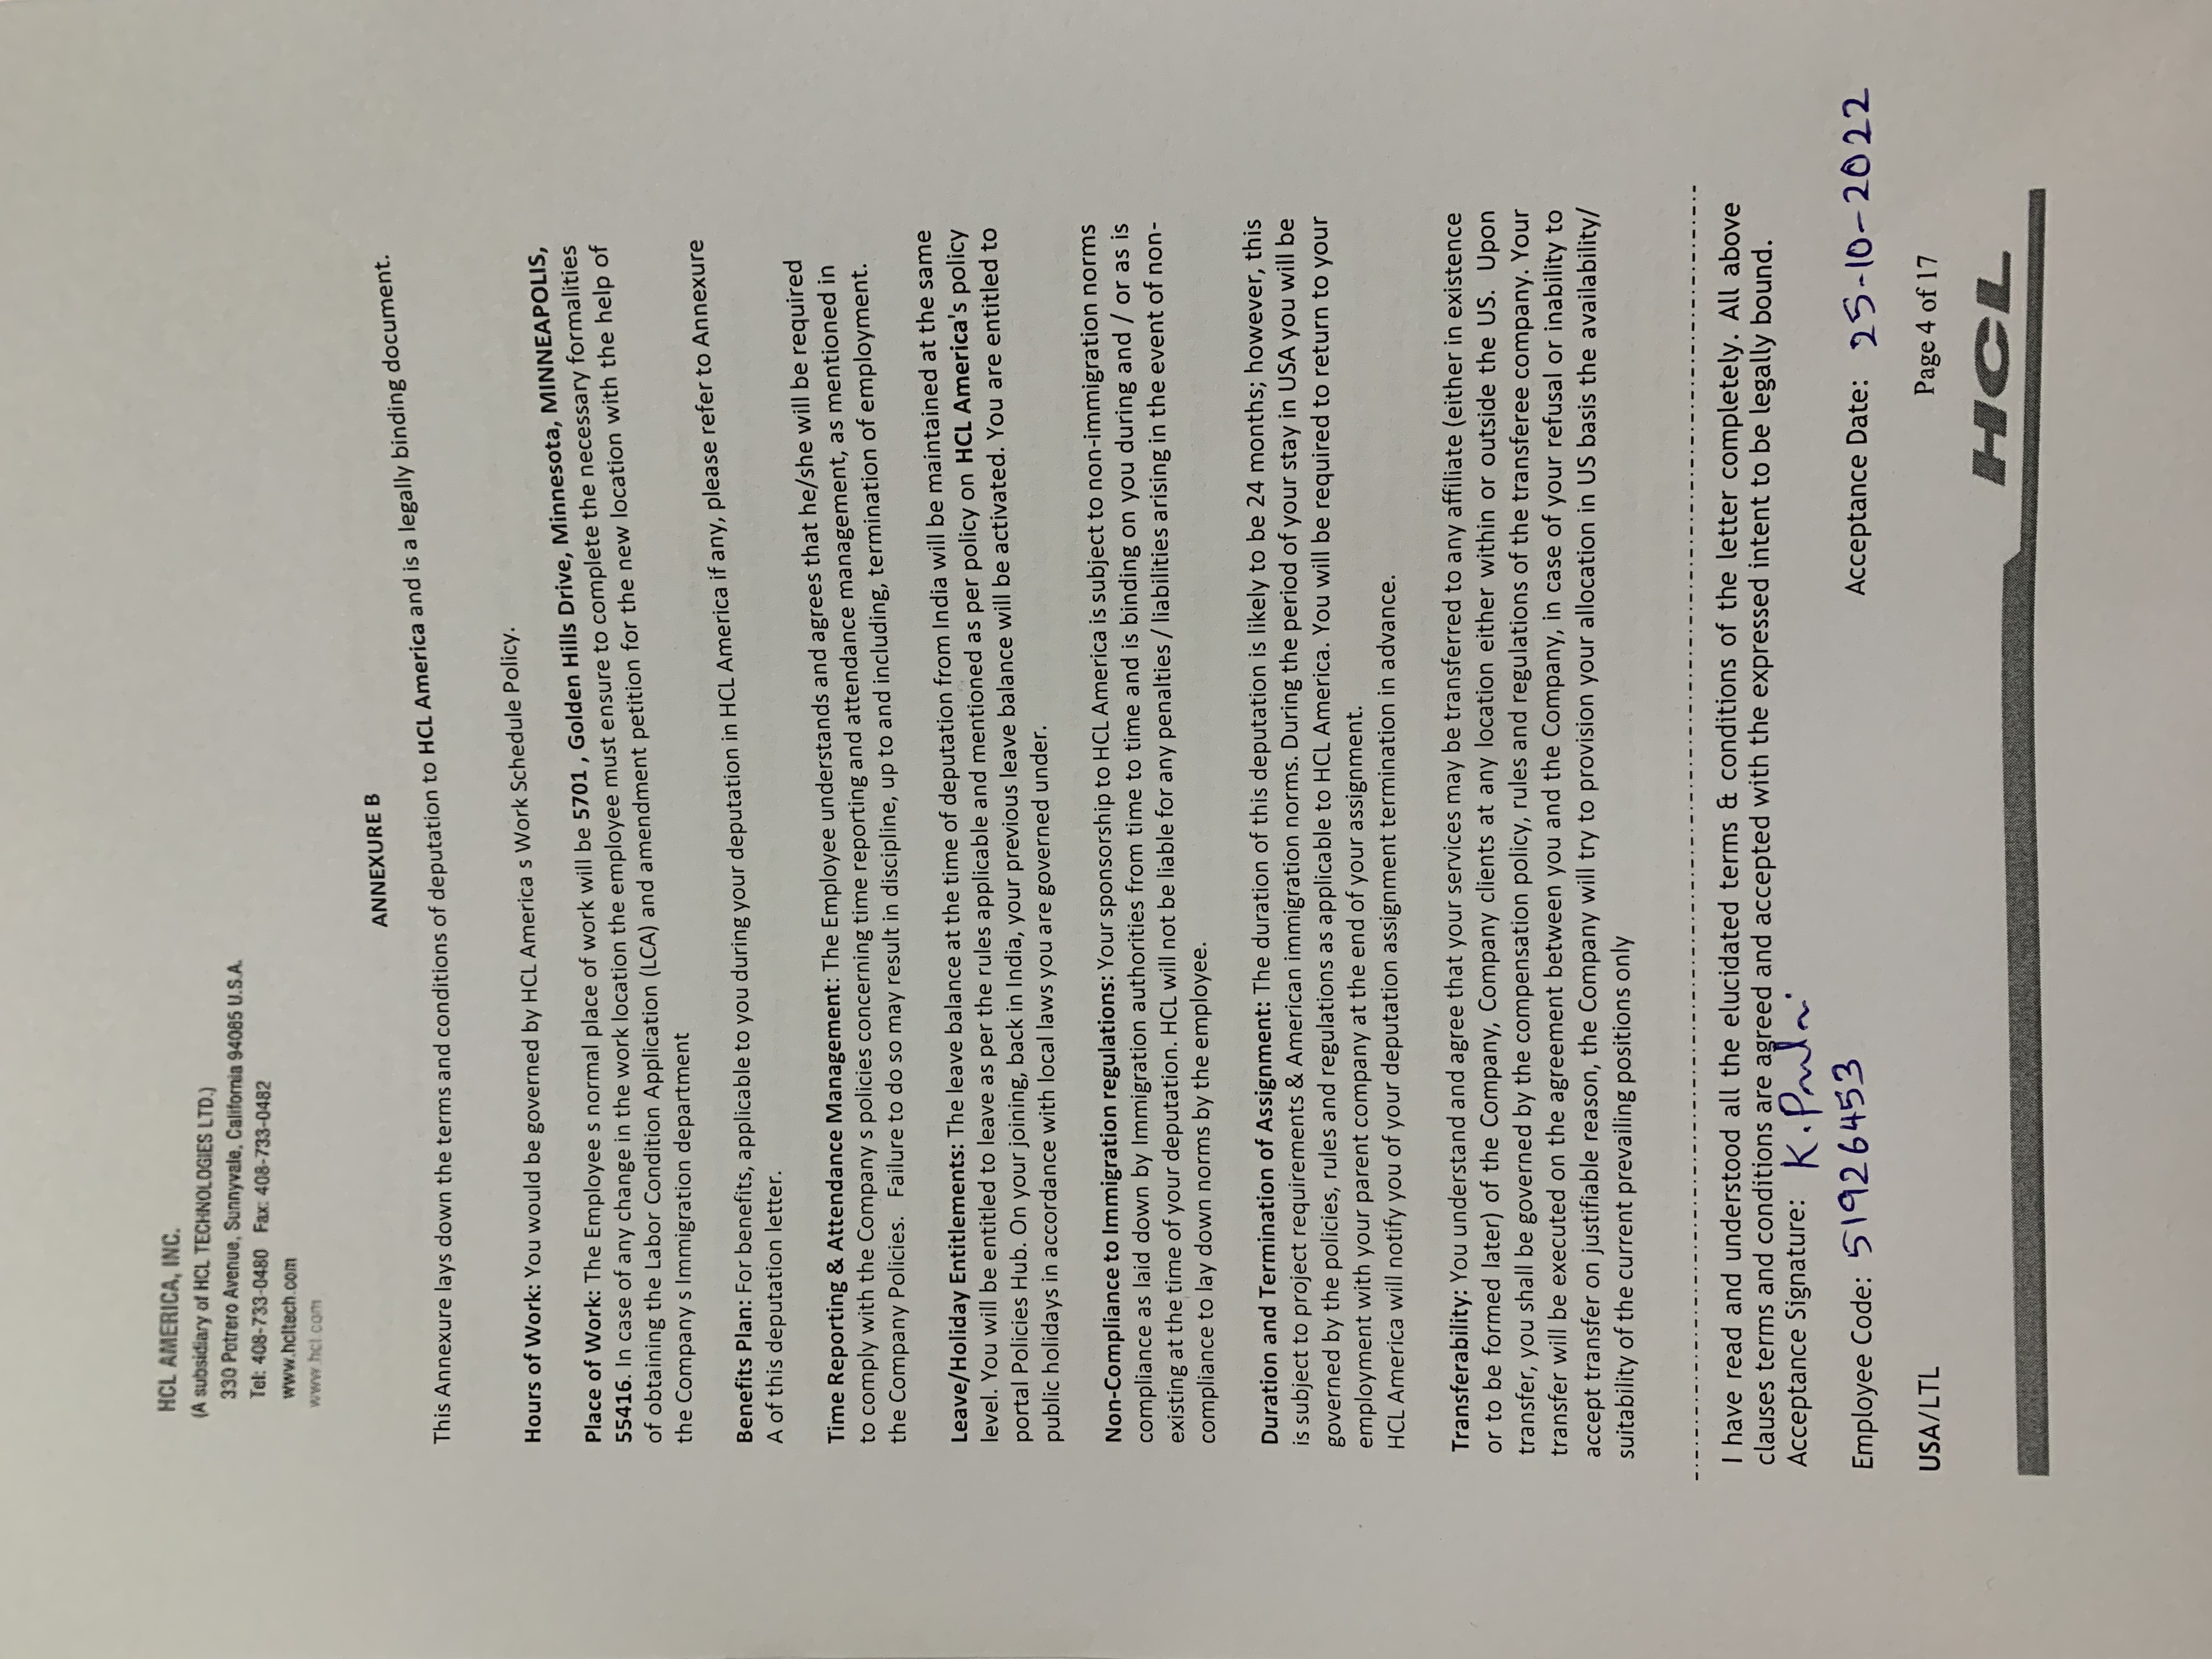 HCL AMERICA, INC.
(A subsidiary of HCL TECHNOLOGIES LTD.)
330 Potrero Avenue, Sunnyvale, California 94085 U.S.A.
Tel: 408-733-0480 Fax: 408-733-0482
www.hcltech.com
www.hcl.com
ANNEXURE B
This Annexure lays down the terms and conditions of deputation to HCL America and is a legally binding document.
Hours of Work: You would be governed by HCL America s Work Schedule Policy.
Place of Work: The Employee s normal place of work will be 5701 , Golden Hills Drive, Minnesota, MINNEAPOLIS,
55416. In case of any change in the work location the employee must ensure to complete the necessary formalities
of obtaining the Labor Condition Application (LCA) and amendment petition for the new location with the help of
the Company s Immigration department
Benefits Plan: For benefits, applicable to you during your deputation in HCL America if any, please refer to Annexure
A of this deputation letter.
Time Reporting & Attendance Management: The Employee understands and agrees that he/she will be required
to comply with the Company s policies concerning time reporting and attendance management, as mentioned in
the Company Policies. Failure to do so may result in discipline, up to and including, termination of employment.
Leave/Holiday Entitlements: The leave balance at the time of deputation from India will be maintained at the same
level. You will be entitled to leave as per the rules applicable and mentioned as per policy on HCL America's policy
portal Policies Hub. On your joining, back in India, your previous leave balance will be activated. You are entitled to
public holidays in accordance with local laws you are governed under.
Non-Compliance to Immigration regulations: Your sponsorship to HCL America is subject to non-immigration norms
compliance as laid down by Immigration authorities from time to time and is binding on you during and / or as is
existing at the time of your deputation. HCL will not be liable for any penalties / liabilities arising in the event of non-
compliance to lay down norms by the employee.
Duration and Termination of Assignment: The duration of this deputation is likely to be 24 months; however, this
is subject to project requirements & American immigration norms. During the period of your stay in USA you will be
governed by the policies, rules and regulations as applicable to HCL America. You will be required to return to your
employment with your parent company at the end of your assignment.
HCL America will notify you of your deputation assignment termination in advance.
Transferability: You understand and agree that your services may be transferred to any affiliate (either in existence
or to be formed later) of the Company, Company clients at any location either within or outside the US. Upon
transfer, you shall be governed by the compensation policy, rules and regulations of the transferee company. Your
transfer will be executed on the agreement between you and the Company, in case of your refusal or inability to
accept transfer on justifiable reason, the Company will try to provision your allocation in US basis the availability/
suitability of the current prevailing positions only
I have read and understood all the elucidated terms & conditions of the letter completely. All above
clauses terms and conditions are agreed and accepted with the expressed intent to be legally bound.
Acceptance Signature: K.
Employee Code: 51926453
Acceptance Date: 25-10-2022
USA/LTL
Page 4 of 17
HCL